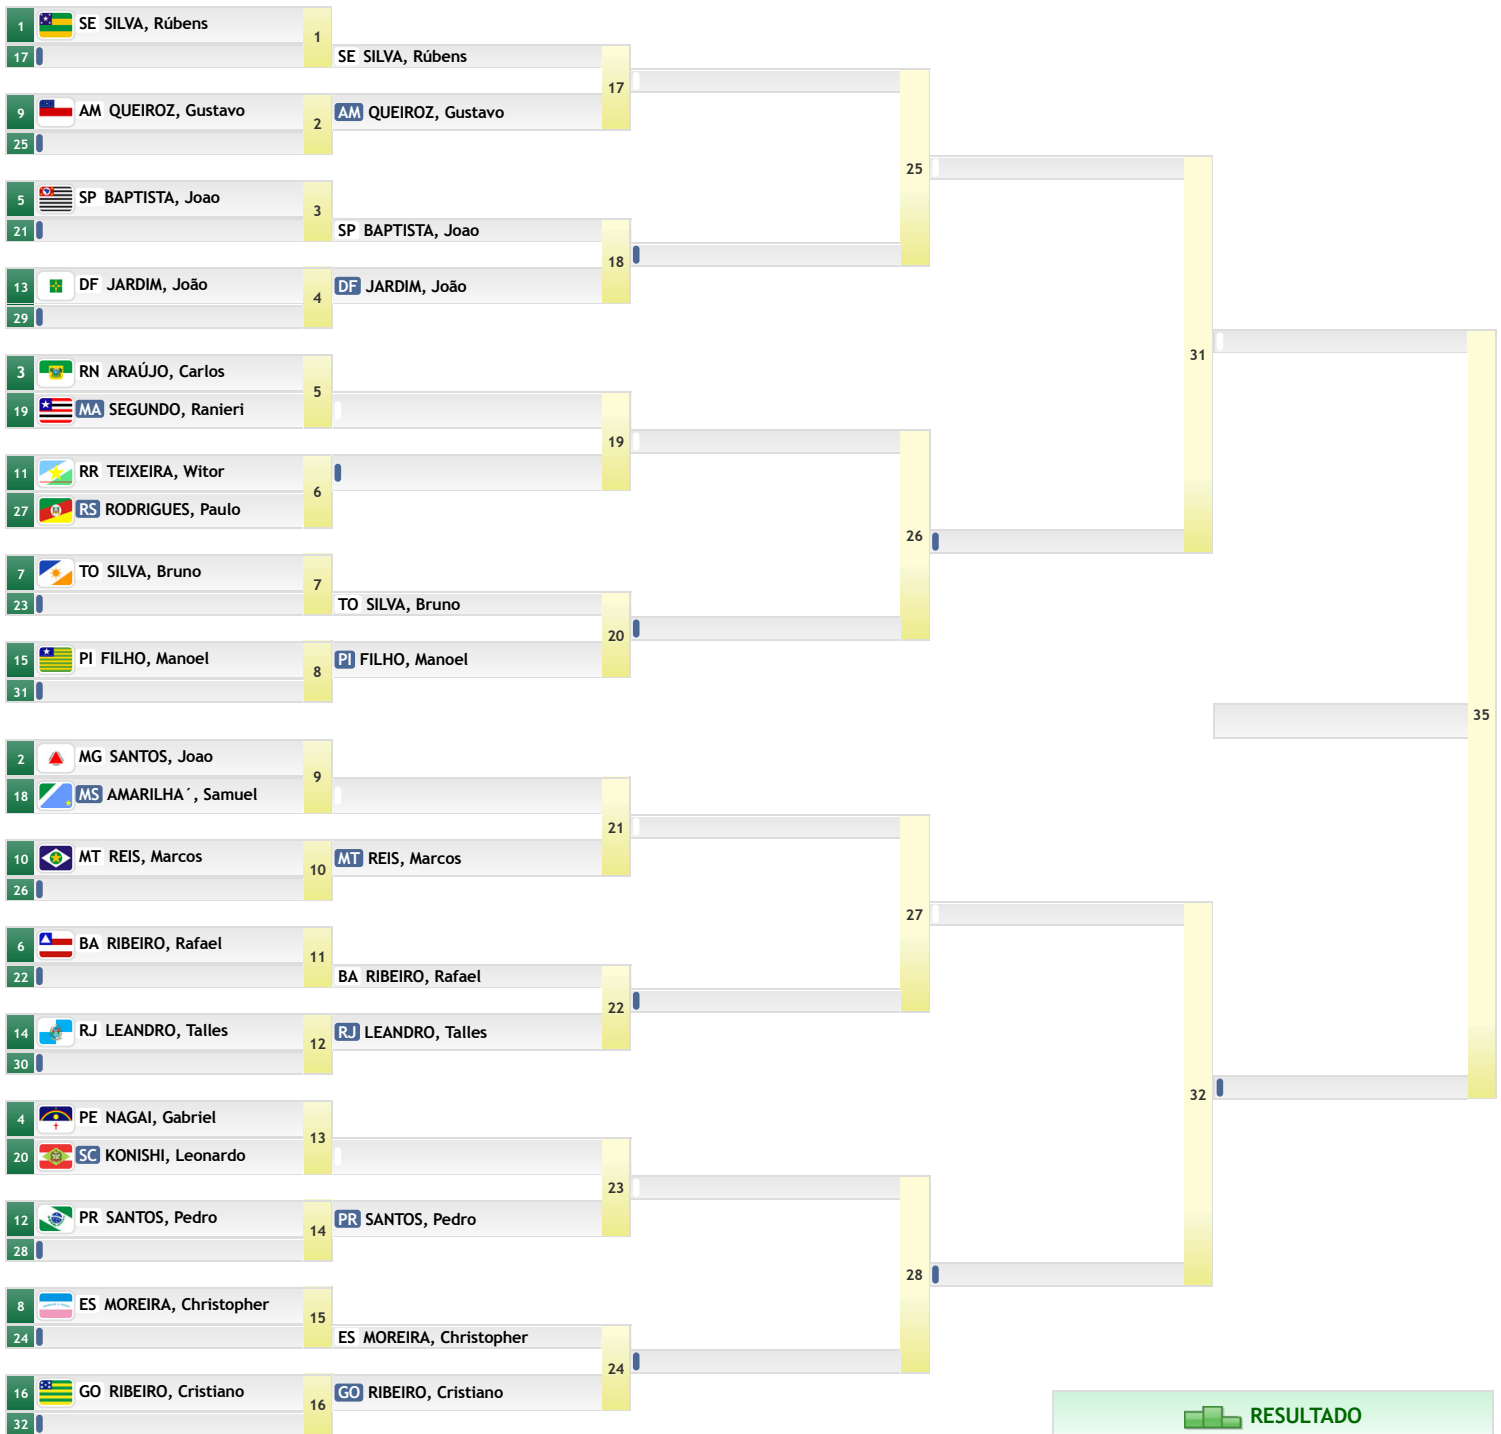 1 SE SILVA, Rúbens
17
1
SE SILVA, Rúbens
17
9 AM QUEIROZ, Gustavo
25
2
AM QUEIROZ, Gustavo
25
5 SP BAPTISTA, Joao
21
3
SP BAPTISTA, Joao
18
13 DF JARDIM, João
29
4
DF JARDIM, João
31
3 RN ARAÚJO, Carlos
19 MA SEGUNDO, Ranieri
5
19
11 RR TEIXEIRA, Witor
27 RS RODRIGUES, Paulo
6
26
7 TO SILVA, Bruno
23
7
TO SILVA, Bruno
20
15 PI FILHO, Manoel
31
8
PI FILHO, Manoel
35
2 MG SANTOS, Joao
18 MS AMARILHA´, Samuel
9
21
10 MT REIS, Marcos
26
10
MT REIS, Marcos
27
6 BA RIBEIRO, Rafael
22
11
BA RIBEIRO, Rafael
22
14 RJ LEANDRO, Talles
30
12
RJ LEANDRO, Talles
32
4 PE NAGAI, Gabriel
20 SC KONISHI, Leonardo
13
23
12 PR SANTOS, Pedro
28
14
PR SANTOS, Pedro
28
8 ES MOREIRA, Christopher
24
15
ES MOREIRA, Christopher
24
16 GO RIBEIRO, Cristiano
32
16
GO RIBEIRO, Cristiano
RESULTADO